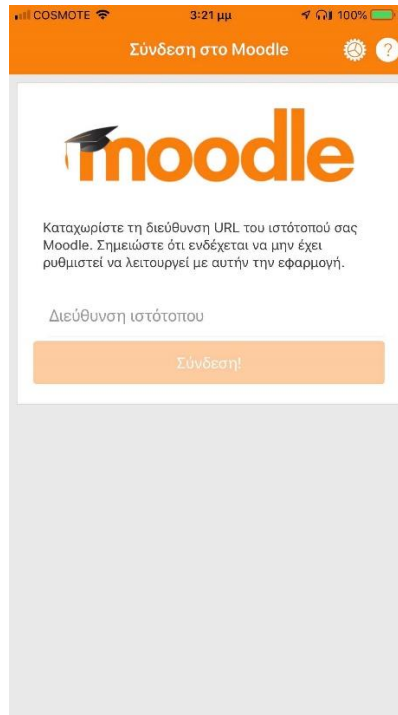 COSMOTE 3:21 μμ 100%
Σύνδεση στο Moodle ?
moodle
Καταχωρίστε τη διεύθυνση URL του ιστότοπού σας
Moodle. Σημειώστε ότι ενδέχεται να μην έχει
ρυθμιστεί να λειτουργεί με αυτήν την εφαρμογή.
Διεύθυνση ιστότοπου
Σύνδεση!